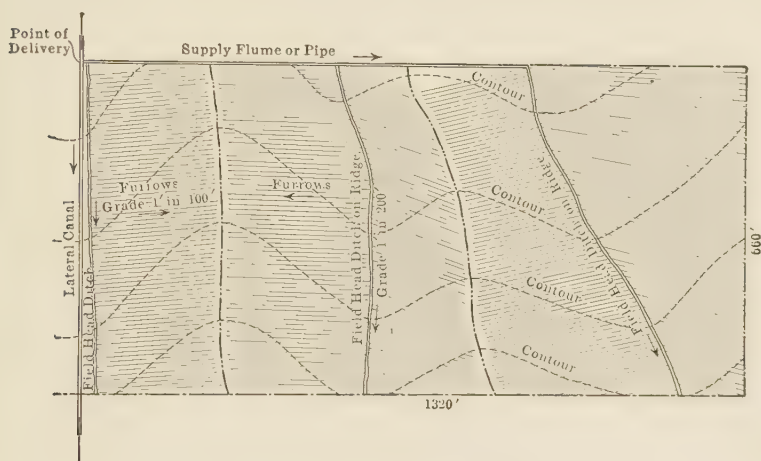 Point of
Delivery
Supply Flume or Pipe
Contour
Furrows
Grade 1' in 100'
Furrows
Lateral Canal
Field Head Ditch
Field Head Ditch on Ridge
Grade 1' in 200'
Contour
Field Head Ditch on Ridge
Contour
Contour
660'
1320'